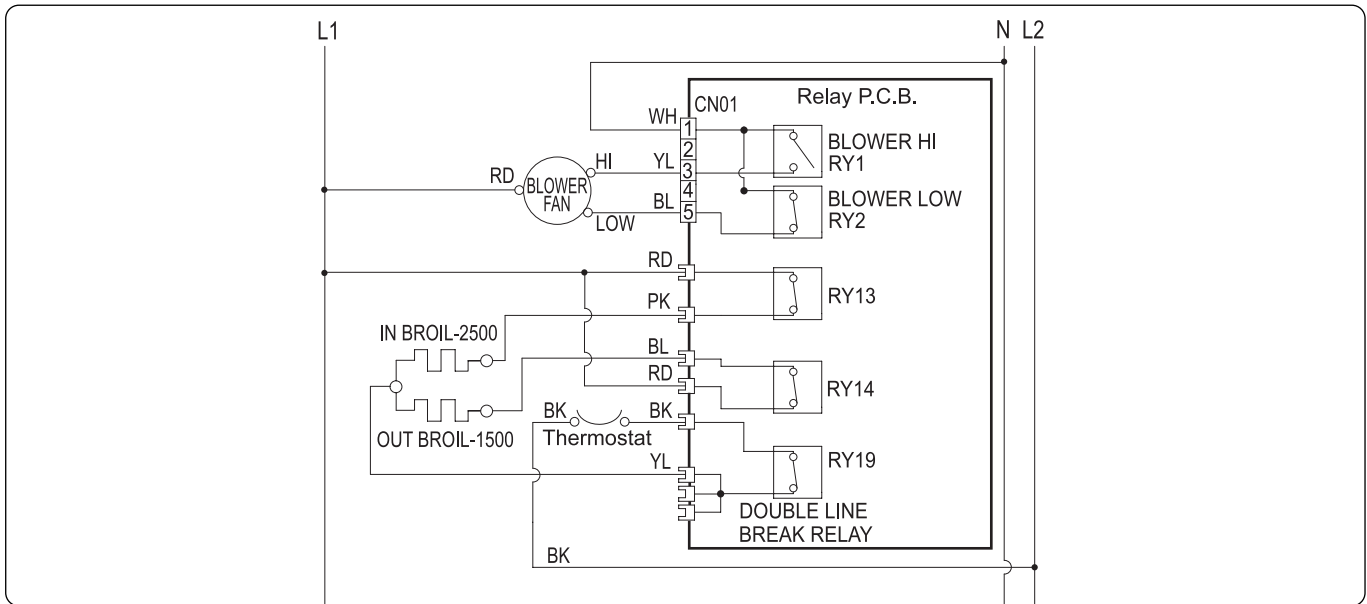 L1
N L2
Relay P.C.B.
CN01
WH
1
2
3
4
5
BLOWER HI
RY1
HI
YL
RD
BLOWER
FAN
BL
LOW
BLOWER LOW
RY2
RD
RY13
PK
IN BROIL-2500
BL
RD
RY14
BK
BK
Thermostat
OUT BROIL-1500
YL
RY19
DOUBLE LINE
BREAK RELAY
BK